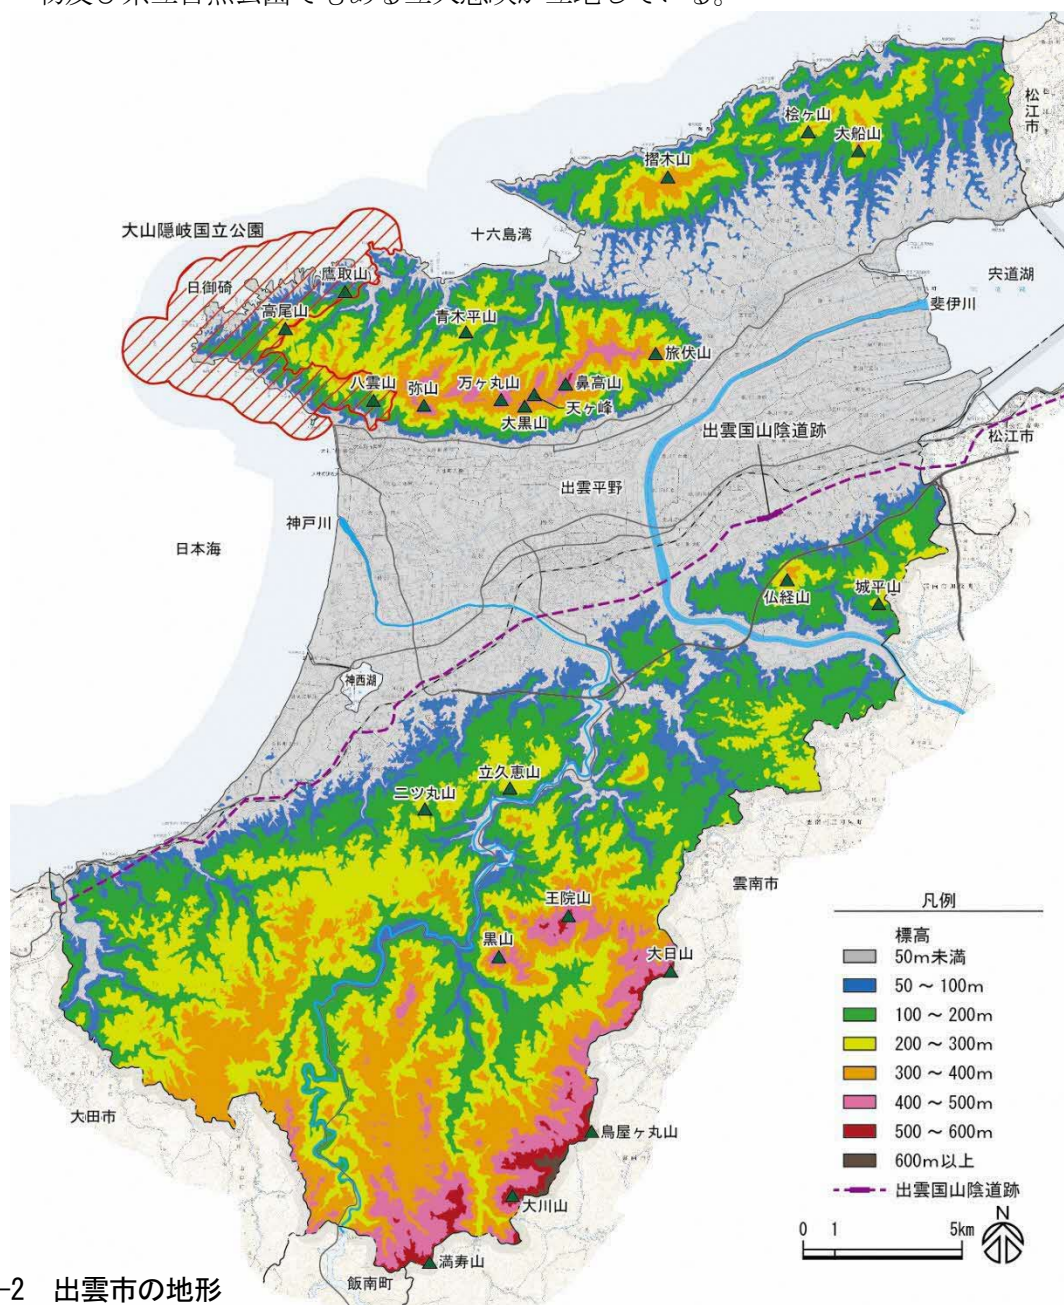 松江市
桧ヶ山
大船山
摺木山
大山隠岐国立公園
十六島湾
日御碕
鷹取山
宍道湖
斐伊川
高尾山
青木平山
旅伏山
八雲山
弥山
万ヶ丸山
鼻高山
天ヶ峰
大黒山
出雲国山陰道跡
松江市
出雲平野
神戸川
日本海
仏経山
城平山
神西湖
立久恵山
二ツ丸山
雲南市
王院山
黒山
大日山
大田市
鳥屋ヶ丸山
大川山
満寿山
飯南町
凡例
標高
50m未満
50 ~ 100m
100 ~ 200m
200 ~ 300m
300 ~ 400m
400 ~ 500m
500 ~ 600m
600m以上
出雲国山陰道跡
0 1 5km
N
-2 出雲市の地形